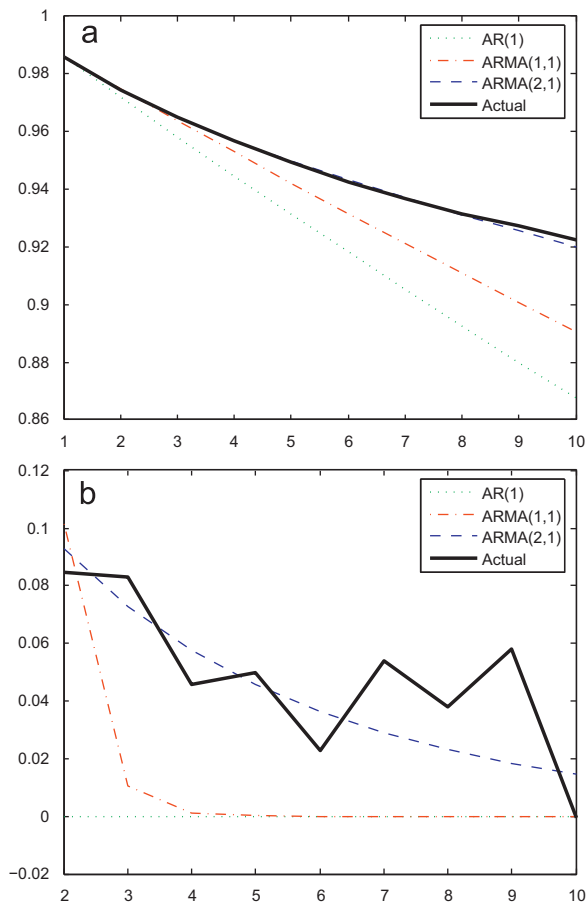 a
AR(1)
ARMA(1,1)
ARMA(2,1)
Actual
1
0.98
0.96
0.94
0.92
0.9
0.88
0.86
1 2 3 4 5 6 7 8 9 10
b
AR(1)
ARMA(1,1)
ARMA(2,1)
Actual
0.12
0.1
0.08
0.06
0.04
0.02
0
−0.02
2 3 4 5 6 7 8 9 10